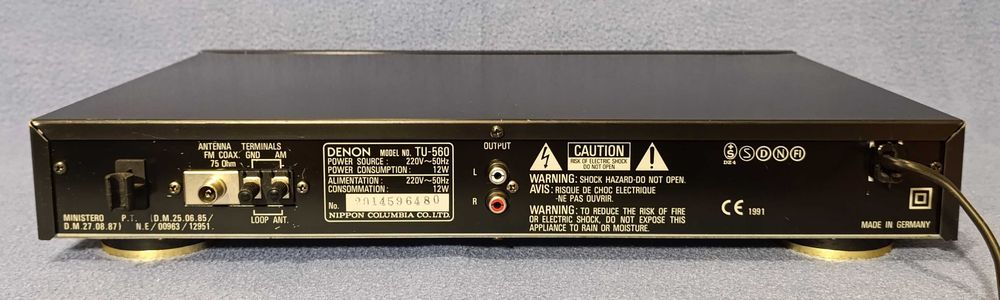 ANTENNA TERMINALS
FM COAX. GND AM
75 Ohm
LOOP ANT.
MINISTERO P.T. (D.M.25.06.85/
D.M.27.08.87) N.E/00963/12951.
DENON MODEL NO. TU-560
POWER SOURCE : 220V~50Hz
POWER CONSUMPTION : 12W
ALIMENTATION : 220V~50Hz
CONSOMMATION : 12W
No. 2014596480
NIPPON COLUMBIA CO.LTD.
OUTPUT
L
R
CAUTION
RISK OF ELECTRIC SHOCK
DO NOT OPEN
WARNING: SHOCK HAZARD-DO NOT OPEN.
AVIS: RISQUE DE CHOC ELECTRIQUE
-NE PAS OUVRIR.
WARNING: TO REDUCE THE RISK OF FIRE
OR ELECTRIC SHOCK, DO NOT EXPOSE THIS
APPLIANCE TO RAIN OR MOISTURE.
S D N FI
CE 1991
MADE IN GERMANY